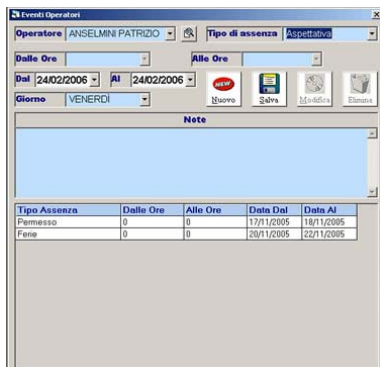 Eventi Operatori
Operatore ANSELMINI PATRIZIO Tipo di assenza Aspettativa
Dalle Ore Alle Ore
Dal 24/02/2006 Al 24/02/2006
Giorno VENERDÌ
NEW Nuovo Salva Modifica Elimina
Note
Tipo Assenza Dalle Ore Alle Ore Data Dal Data Al
Permesso 0 0 17/11/2005 18/11/2005
Ferie 0 0 20/11/2005 22/11/2005